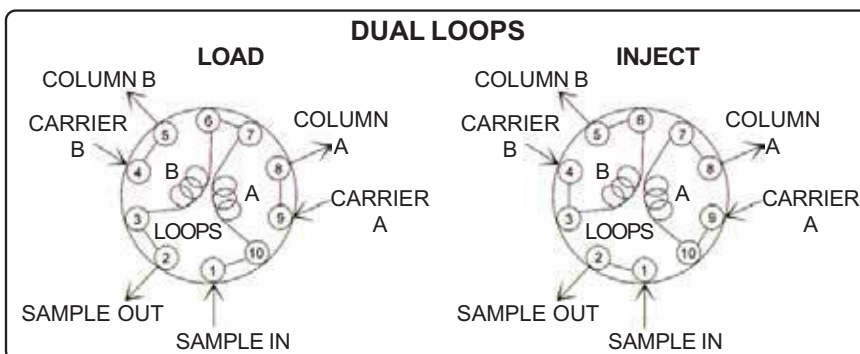 DUAL LOOPS
LOAD
INJECT
COLUMN B
CARRIER
B
COLUMN
A
CARRIER
A
B
A
LOOPS
1
2
3
4
5
6
7
8
9
10
SAMPLE OUT
SAMPLE IN
COLUMN B
CARRIER
B
COLUMN
A
CARRIER
A
B
A
LOOPS
1
2
3
4
5
6
7
8
9
10
SAMPLE OUT
SAMPLE IN